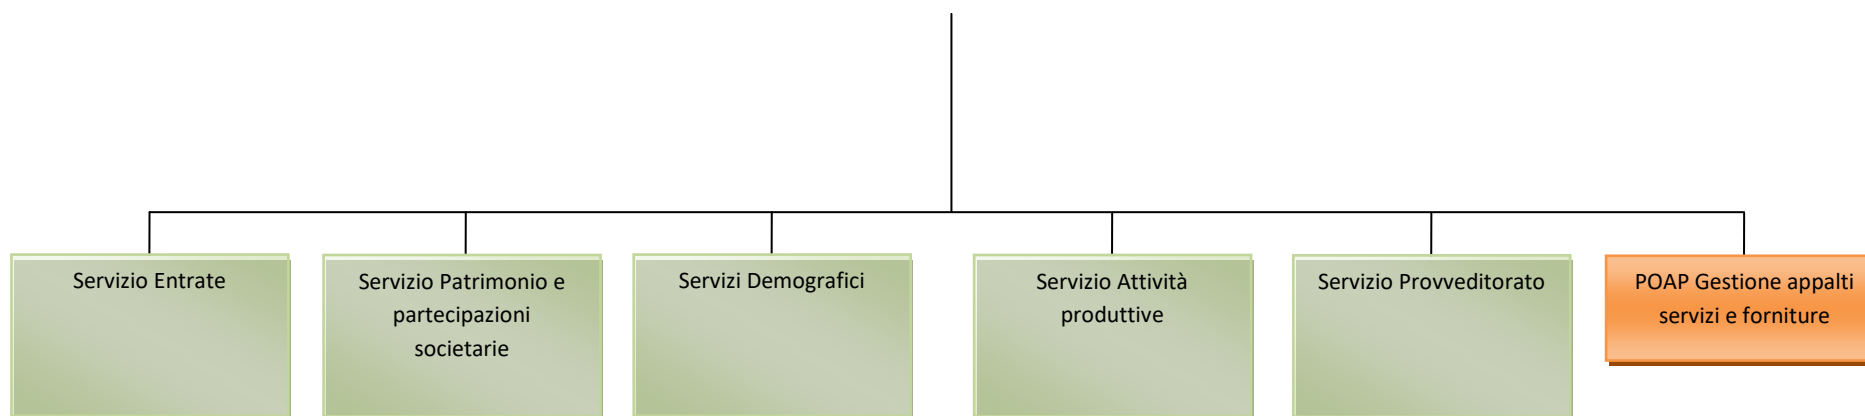 Servizio Entrate
Servizio Patrimonio e
partecipazioni
societarie
Servizi Demografici
Servizio Attività
produttive
Servizio Provveditorato
POAP Gestione appalti
servizi e forniture